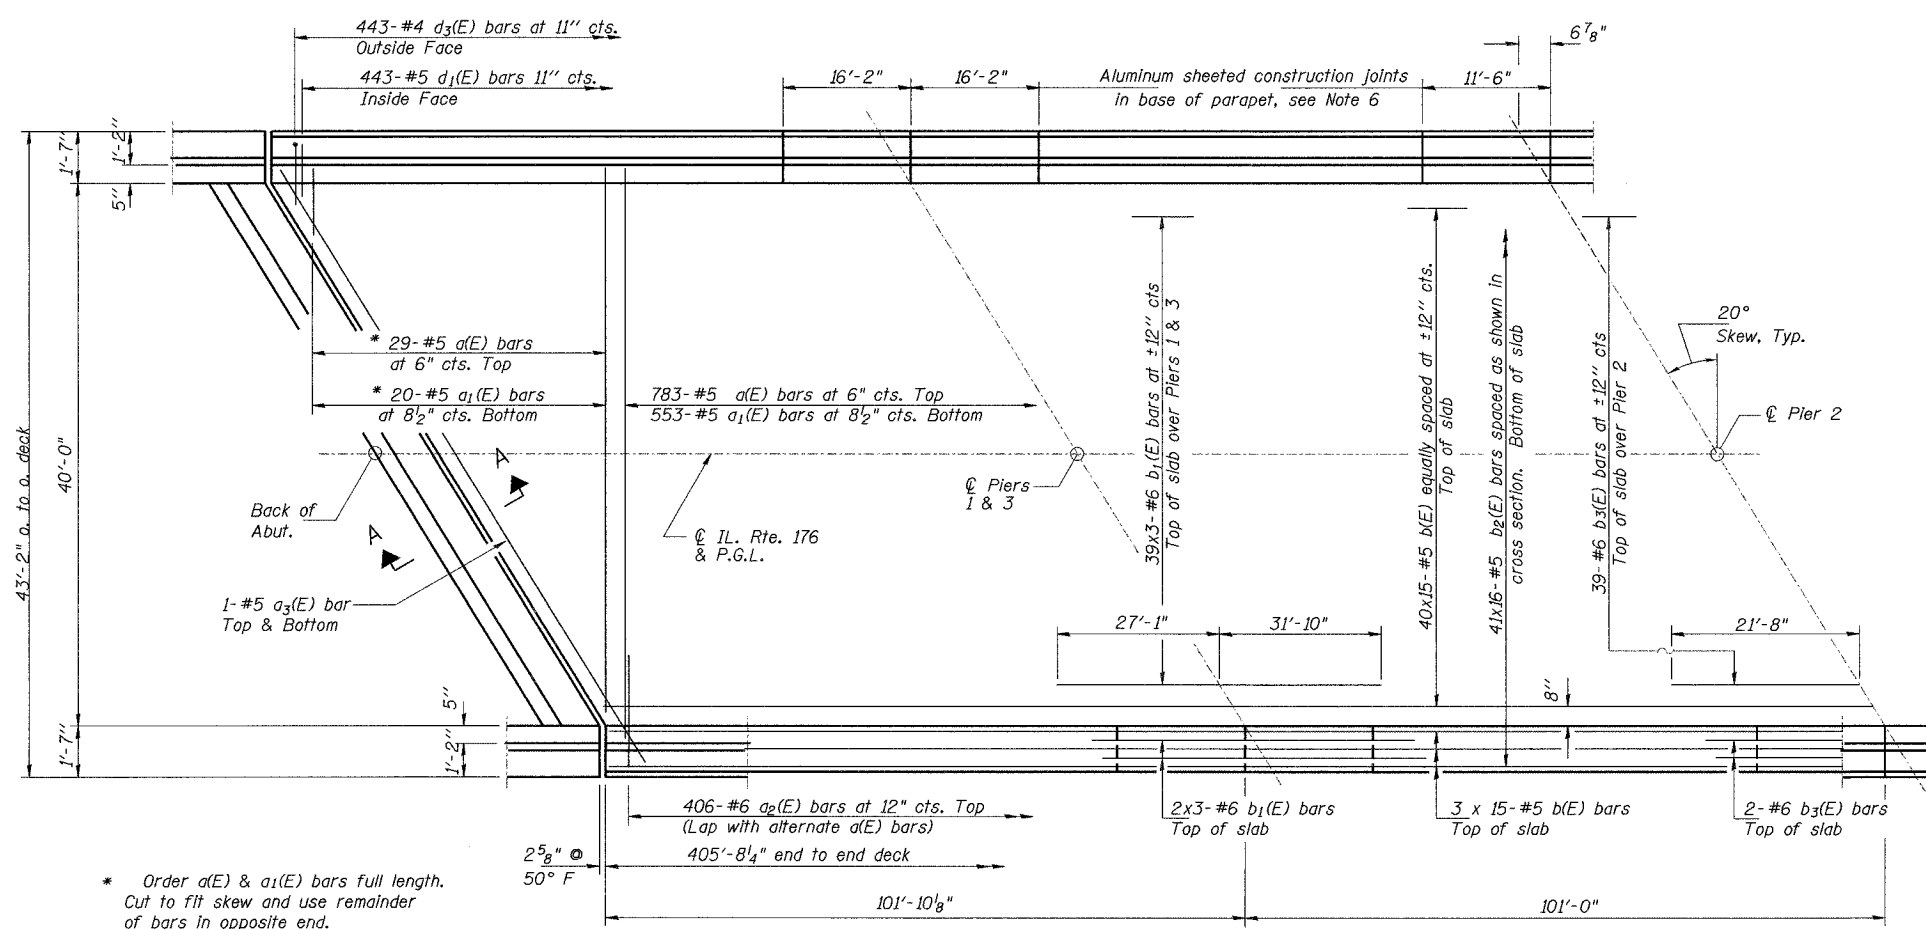 443-#4 d3(E) bars at 11" cts.
Outside Face
443-#5 d1(E) bars 11" cts.
Inside Face
16'-2"
16'-2"
Aluminum sheeted construction joints
in base of parapet, see Note 6
11'-6"
6 7/8"
1'-7"
1'-2"
5"
43'-2" o. to o. deck
40'-0"
* 29-#5 a(E) bars
at 6" cts. Top
* 20-#5 a1(E) bars
at 8 1/2" cts. Bottom
783-#5 a(E) bars at 6" cts. Top
553-#5 a1(E) bars at 8 1/2" cts. Bottom
39x3-#6 b1(E) bars at ±12" cts
Top of slab over Piers 1 & 3
40x15-#5 b(E) equally spaced at ±12" cts.
Top of slab
41x16-#5 b2(E) bars spaced as shown in
cross section. Bottom of slab
39-#6 b3(E) bars at ±12" cts
Top of slab over Pier 2
20°
Skew, Typ.
℄ Pier 2
Back of
Abut.
A
A
℄ Piers
1 & 3
℄ IL. Rte. 176
& P.G.L.
1-#5 a3(E) bar
Top & Bottom
27'-1"
31'-10"
21'-8"
8"
5"
1'-7"
1'-2"
406-#6 a2(E) bars at 12" cts. Top
(Lap with alternate a(E) bars)
2x3-#6 b1(E) bars
Top of slab
3 x 15-#5 b(E) bars
Top of slab
2-#6 b3(E) bars
Top of slab
2 5/8" @
50° F
405'-8 1/4" end to end deck
101'-10 1/8"
101'-0"
* Order a(E) & a1(E) bars full length.
Cut to fit skew and use remainder
of bars in opposite end.